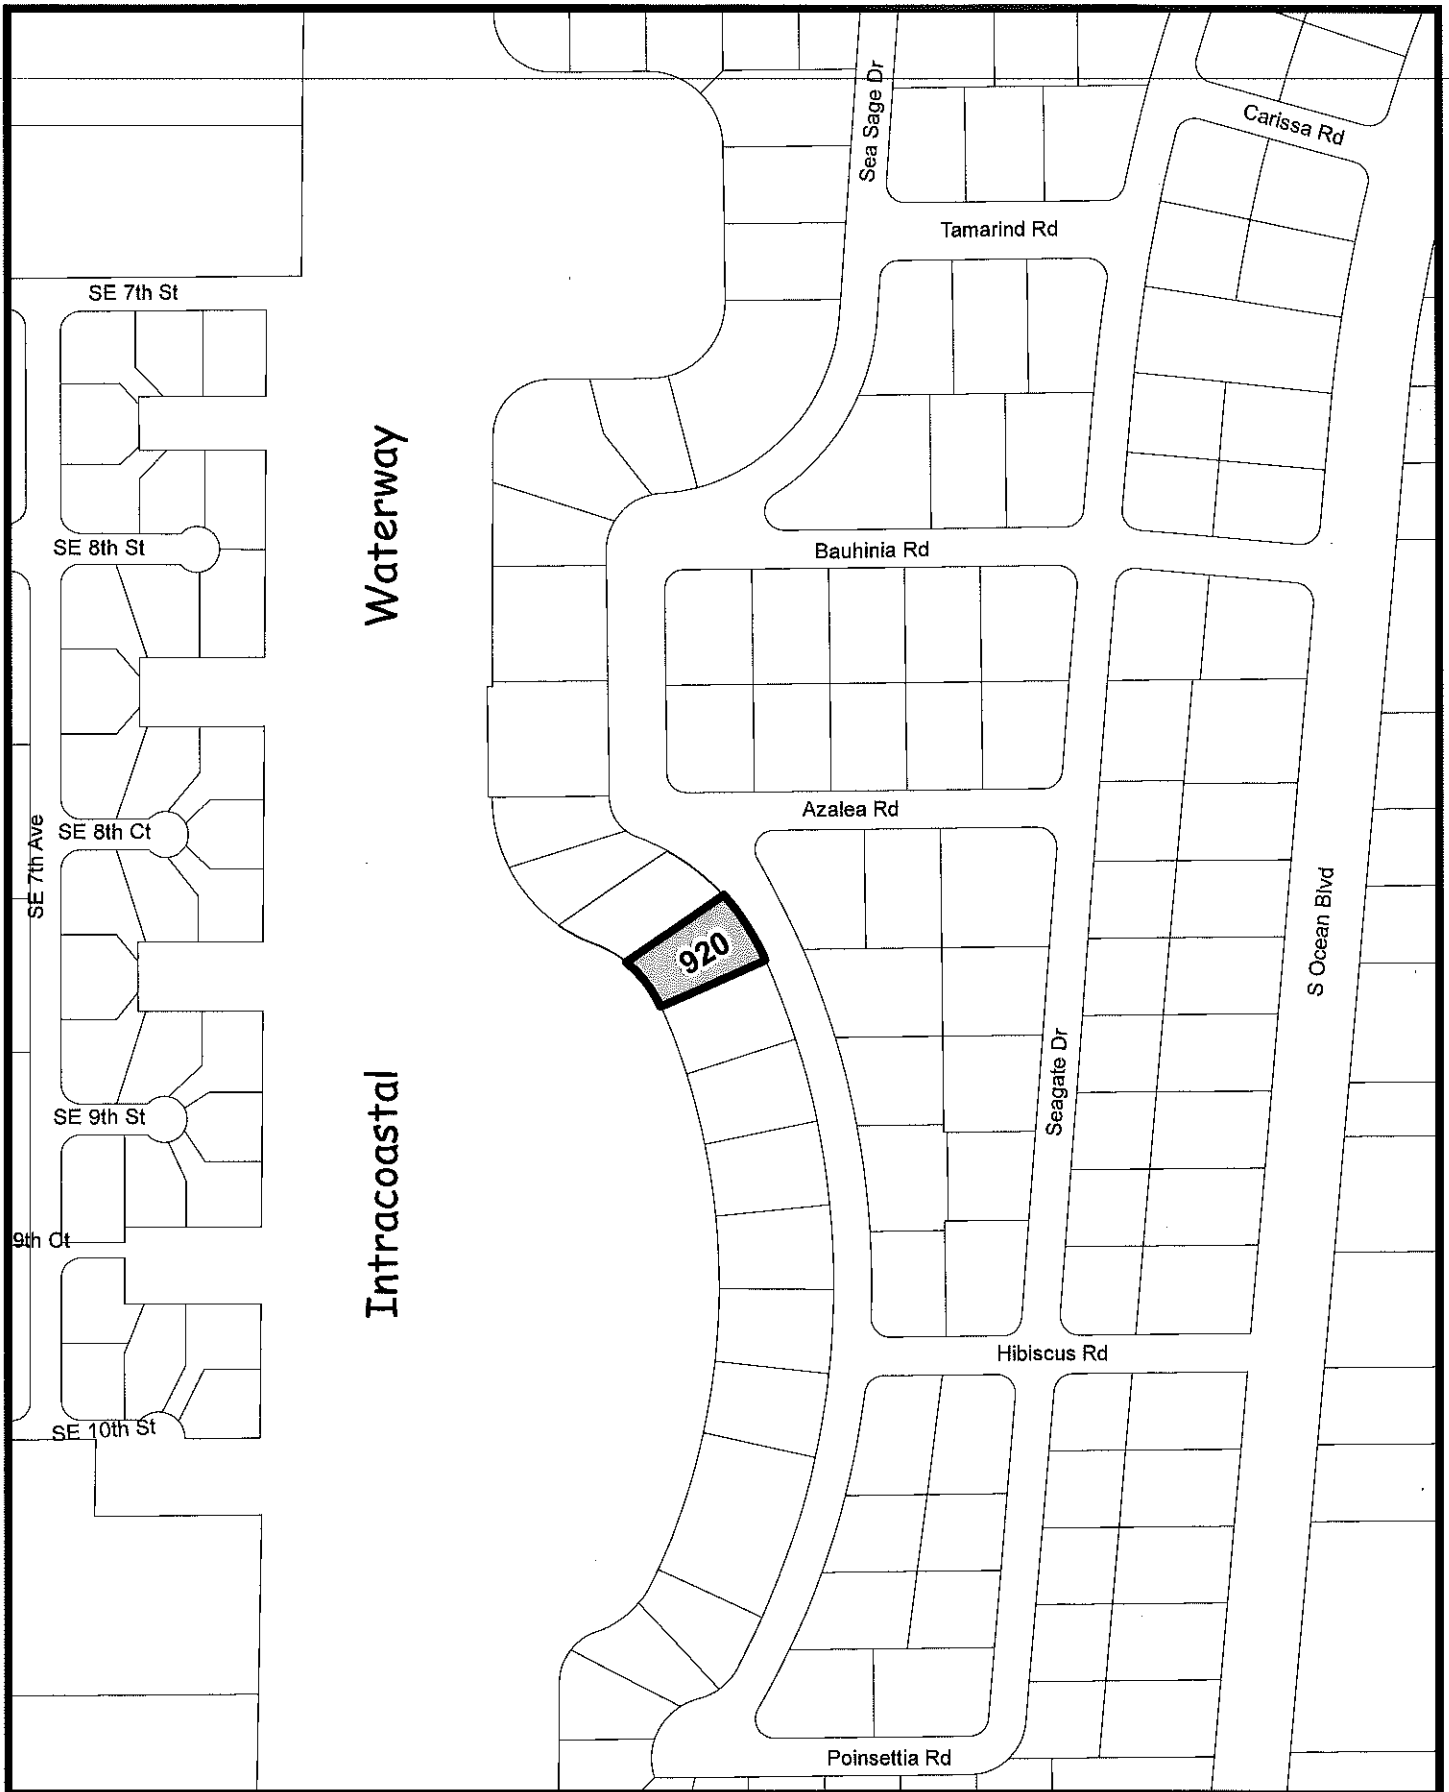 Sea Sage Dr
Carissa Rd
Tamarind Rd
SE 7th St
Waterway
SE 8th St
Bauhinia Rd
Azalea Rd
SE 8th Ct
SE 7th Ave
S Ocean Blvd
920
Seagate Dr
SE 9th St
Intracoastal
9th Ct
Hibiscus Rd
SE 10th St
Poinsettia Rd